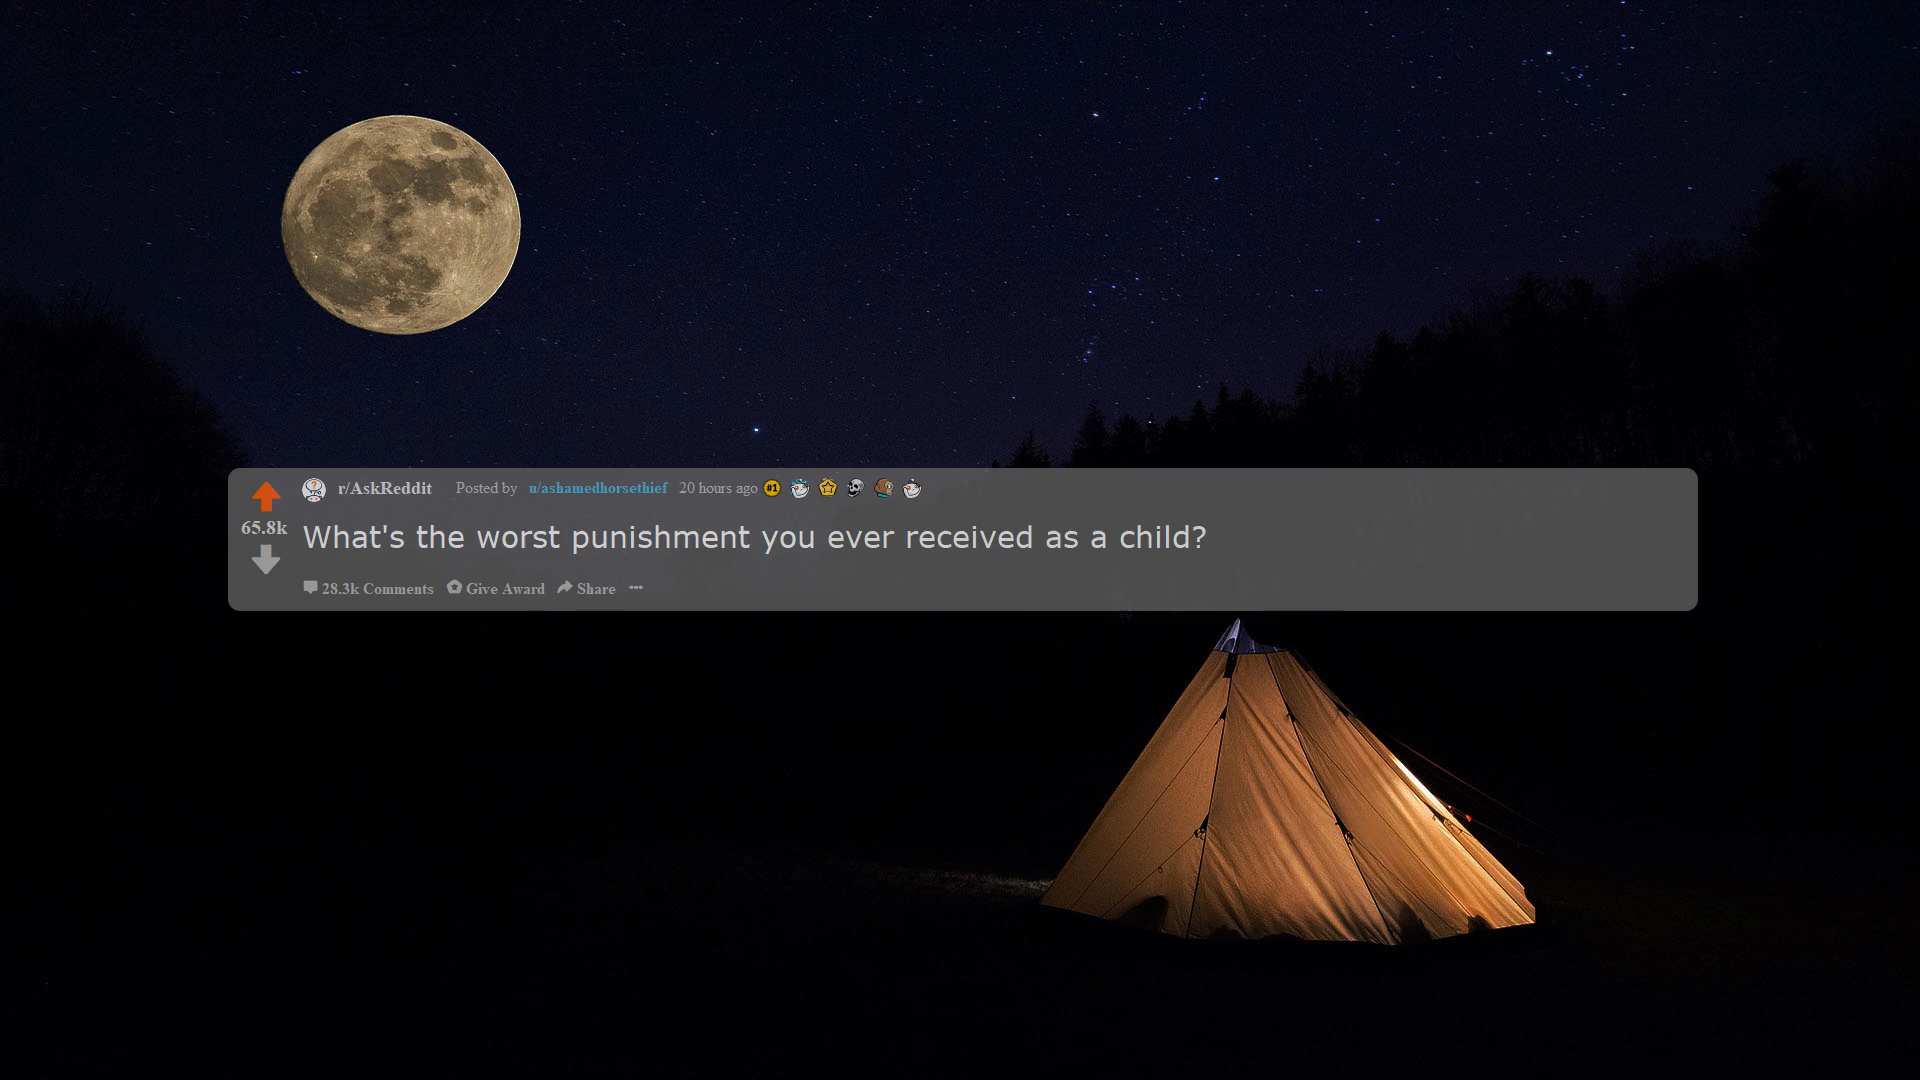 r/AskReddit Posted by u/ashamedhorsethief 20 hours ago #1
65.8k
What's the worst punishment you ever received as a child?
28.3k Comments Give Award Share